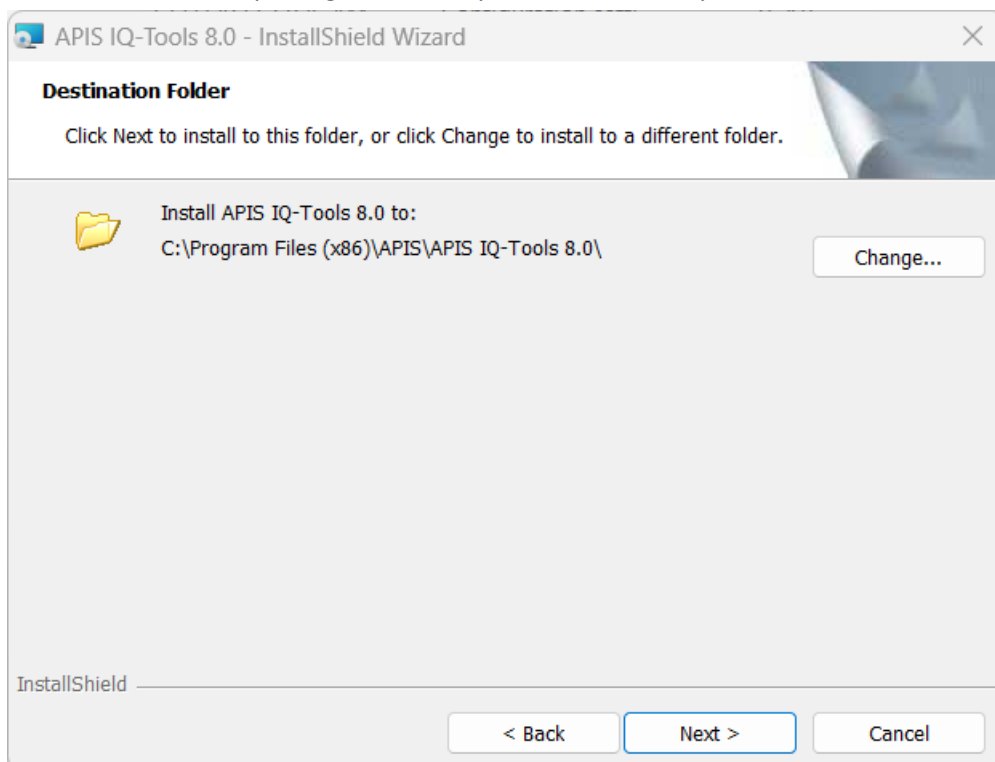 APIS IQ-Tools 8.0 - InstallShield Wizard
Destination Folder
Click Next to install to this folder, or click Change to install to a different folder.
Install APIS IQ-Tools 8.0 to:
C:\Program Files (x86)\APIS\APIS IQ-Tools 8.0\
Change...
InstallShield
< Back
Next >
Cancel